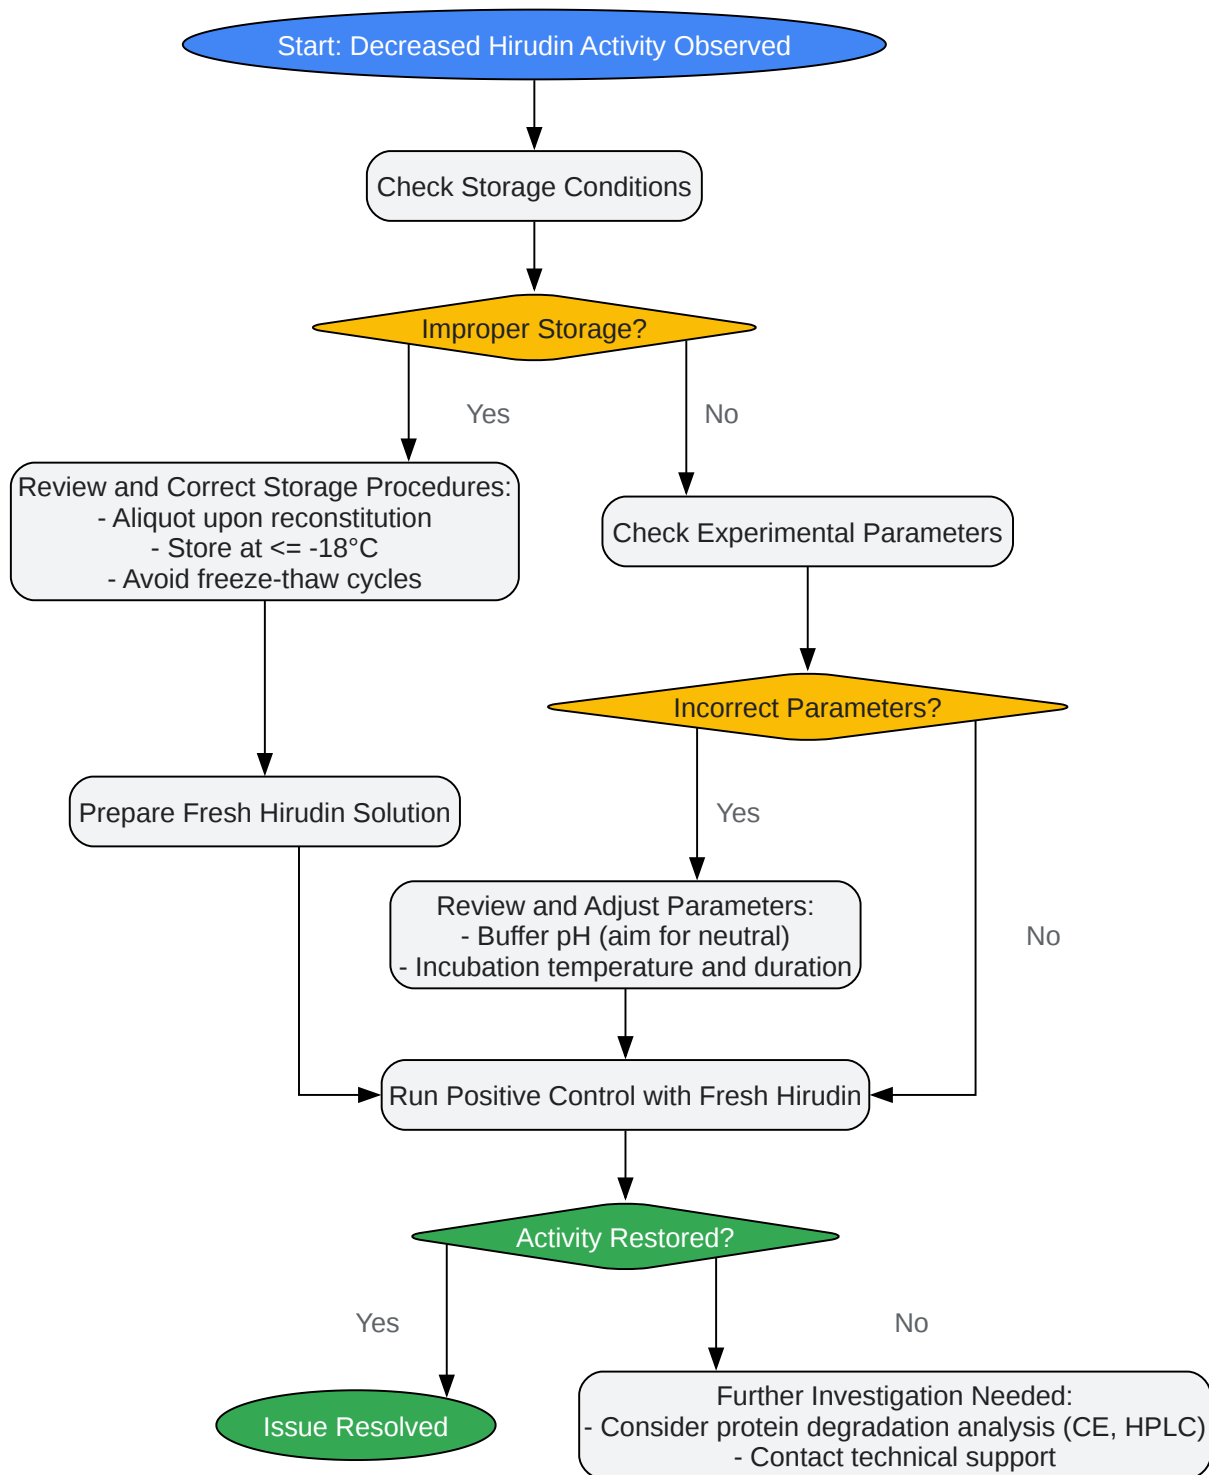 Start: Decreased Hirudin Activity Observed
Check Storage Conditions
Improper Storage?
Yes
No
Review and Correct Storage Procedures:
- Aliquot upon reconstitution
- Store at <= -18°C
- Avoid freeze-thaw cycles
Check Experimental Parameters
Incorrect Parameters?
Prepare Fresh Hirudin Solution
Yes
Review and Adjust Parameters:
- Buffer pH (aim for neutral)
- Incubation temperature and duration
No
Run Positive Control with Fresh Hirudin
Activity Restored?
Yes
No
Issue Resolved
Further Investigation Needed:
- Consider protein degradation analysis (CE, HPLC)
- Contact technical support